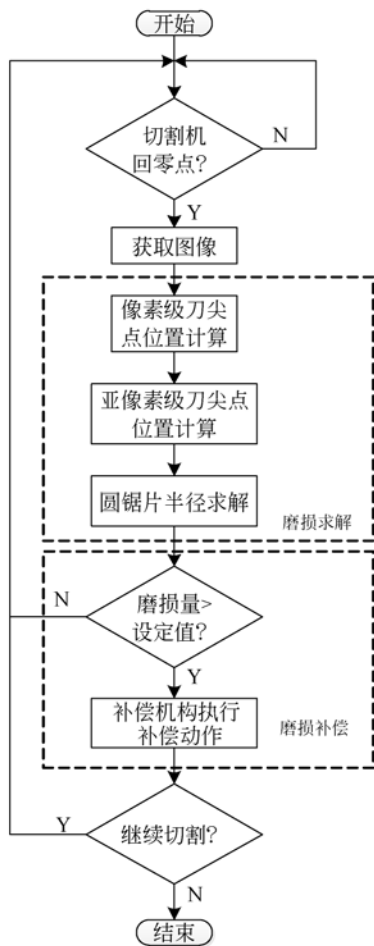 开始
切割机
回零点?
N
Y
获取图像
像素级刀尖
点位置计算
亚像素级刀尖点
位置计算
圆锯片半径求解
磨损求解
N
磨损量>
设定值?
Y
补偿机构执行
补偿动作
磨损补偿
Y
继续切割?
N
结束